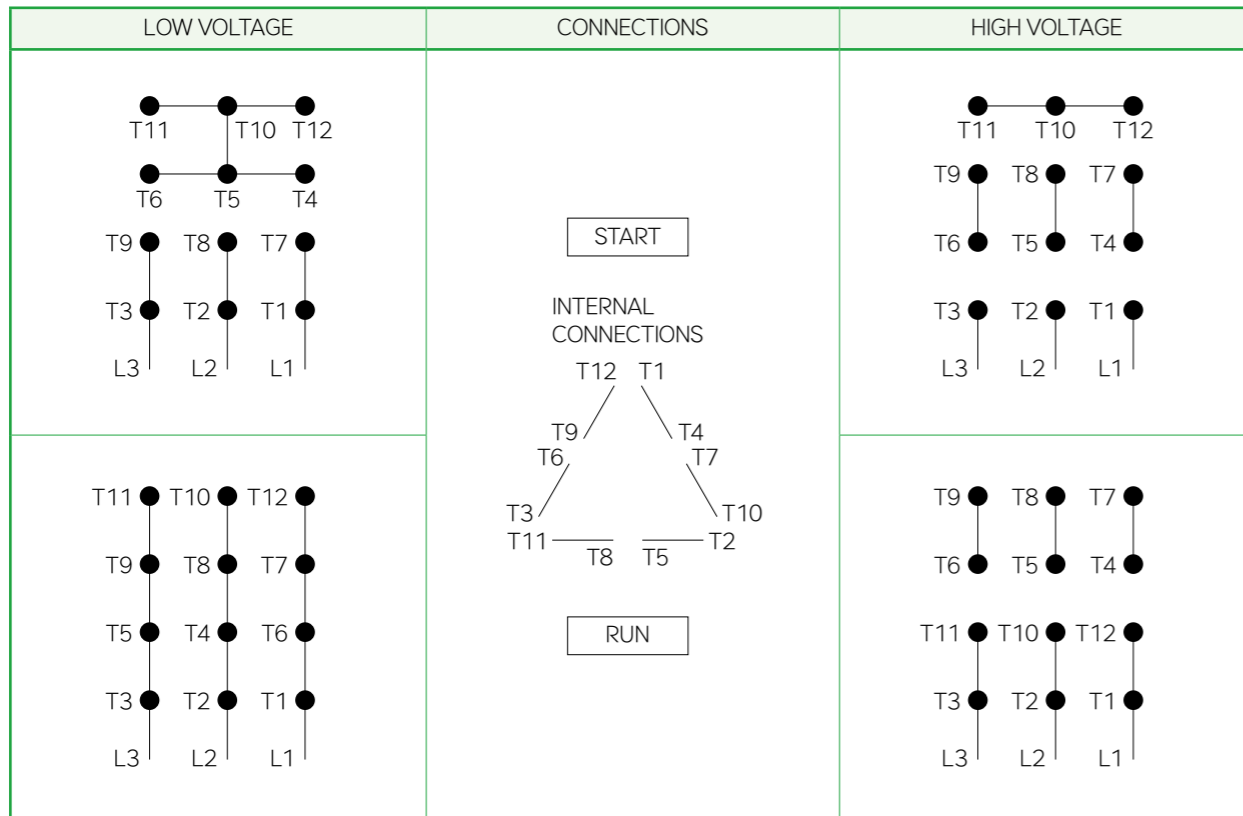 LOW VOLTAGE CONNECTIONS HIGH VOLTAGE
T11 T10 T12
T6 T5 T4
T9 T8 T7
T3 T2 T1
L3 L2 L1
START
INTERNAL
CONNECTIONS
T12 T1
T9 T4
T6 T7
T3 T10
T11 T2
T8 T5
RUN
T11 T10 T12
T9 T8 T7
T6 T5 T4
T3 T2 T1
L3 L2 L1
T11 T10 T12
T9 T8 T7
T5 T4 T6
T3 T2 T1
L3 L2 L1
T9 T8 T7
T6 T5 T4
T11 T10 T12
T3 T2 T1
L3 L2 L1